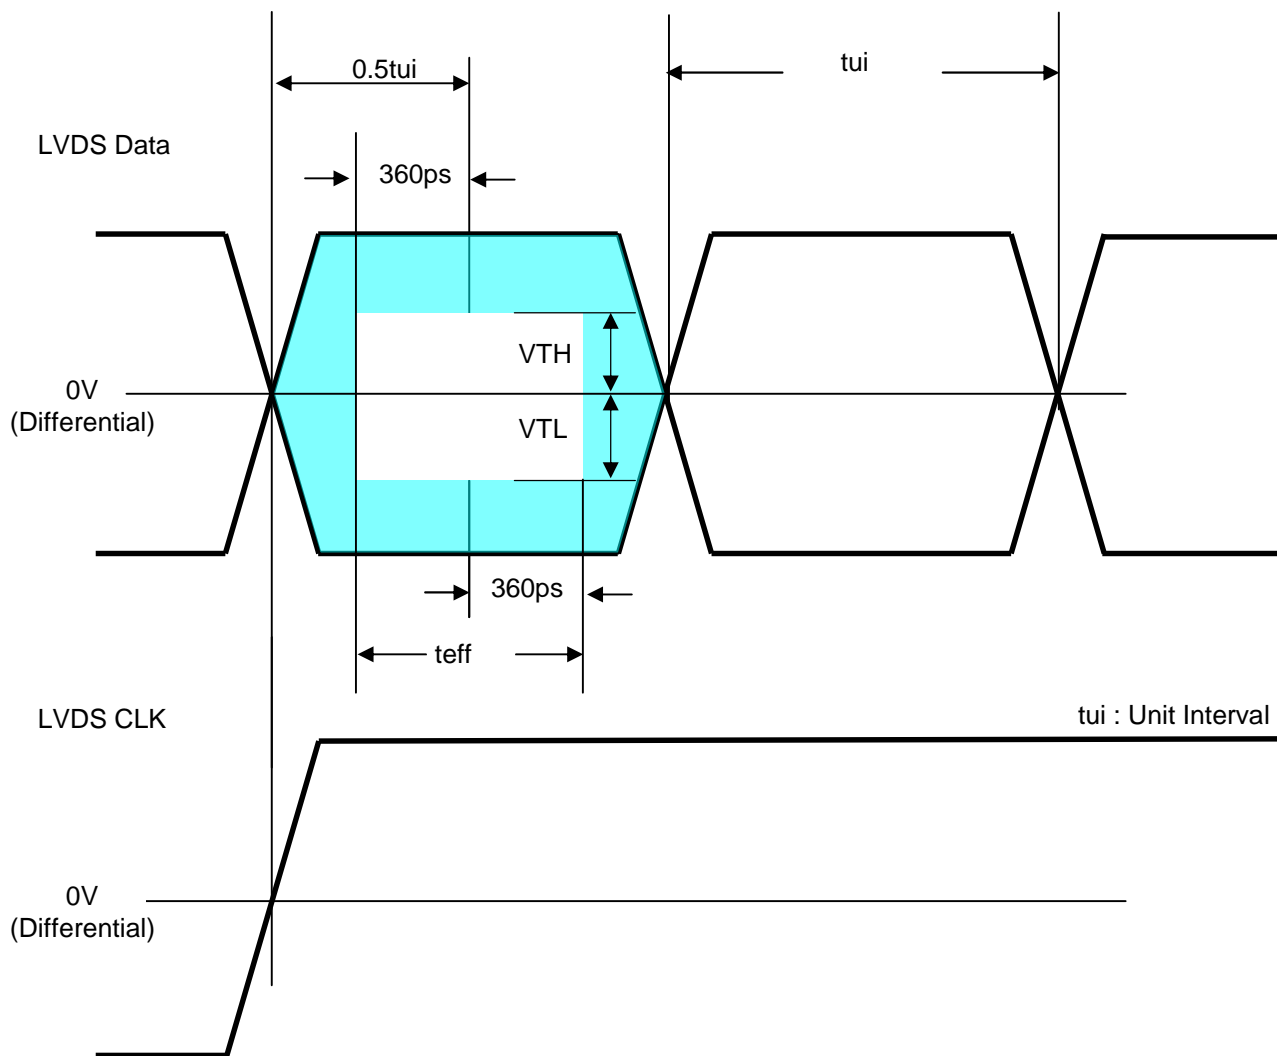 0.5tui
tui
LVDS Data
360ps
VTH
0V
(Differential)
VTL
360ps
teff
LVDS CLK
tui : Unit Interval
0V
(Differential)